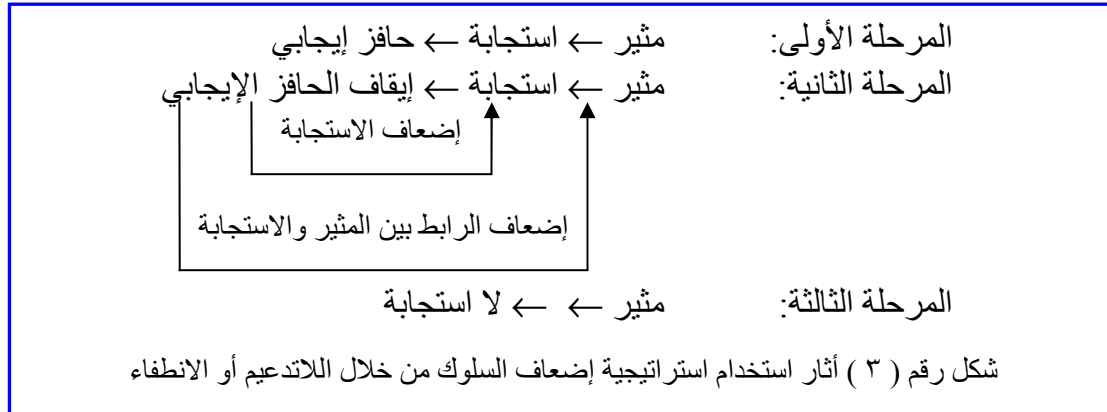 المرحلة الأولى: مثير ← استجابة ← حافز إيجابي
المرحلة الثانية: مثير ← استجابة ← إيقاف الحافز الإيجابي
إضعاف الاستجابة
إضعاف الرابط بين المثير والاستجابة
المرحلة الثالثة: مثير ← ← لا استجابة
شكل رقم ( ٣ ) أثار استخدام استراتيجية إضعاف السلوك من خلال اللاتدعيم أو الانطفاء